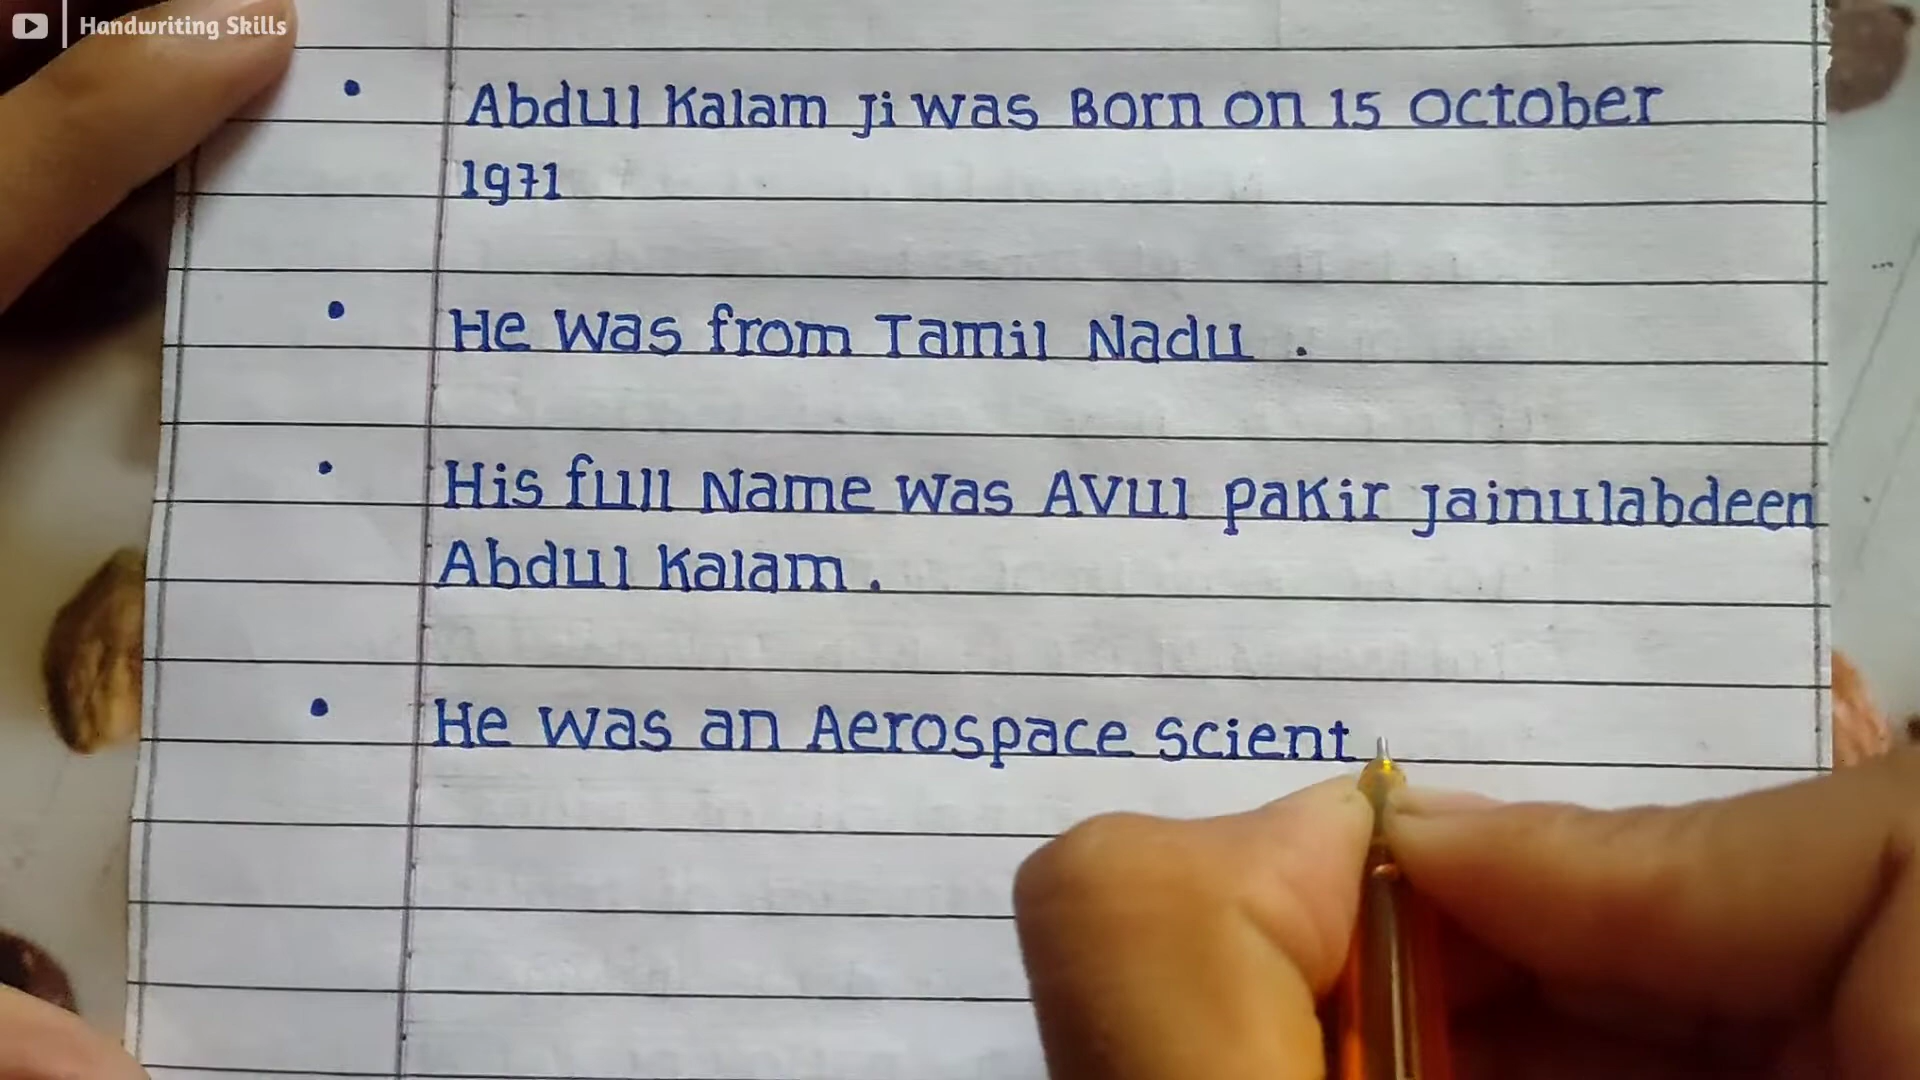 Handwriting Skills
Abdul Kalam Ji was Born on 15 October
1971
He was from Tamil Nadu .
His full Name was Avul pakir Jainulabdeen
Abdul Kalam .
He was an Aerospace scient